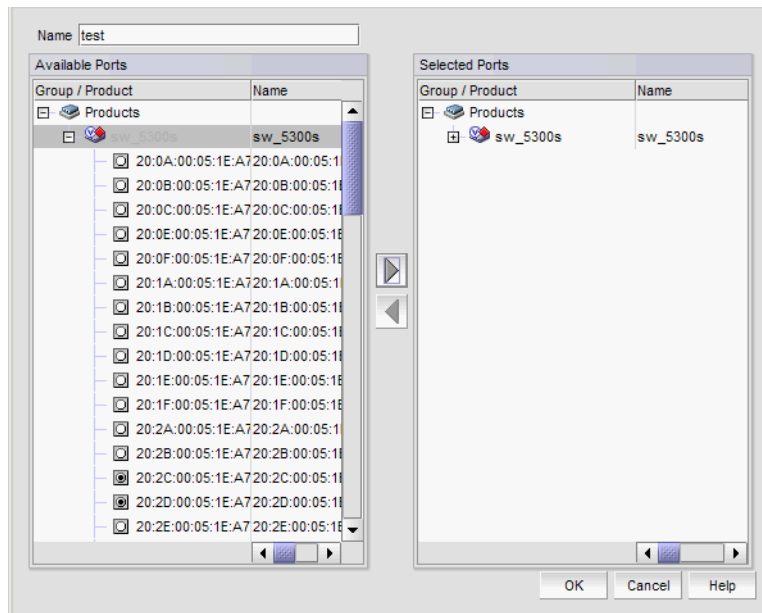 Name test
Available Ports
Group / Product Name
Products
sw_5300s sw_5300s
20:0A:00:05:1E:A7 20:0A:00:05:1
20:0B:00:05:1E:A7 20:0B:00:05:1
20:0C:00:05:1E:A7 20:0C:00:05:1
20:0E:00:05:1E:A7 20:0E:00:05:1E
20:0F:00:05:1E:A7 20:0F:00:05:1E
20:1A:00:05:1E:A7 20:1A:00:05:1
20:1B:00:05:1E:A7 20:1B:00:05:1
20:1C:00:05:1E:A7 20:1C:00:05:1
20:1D:00:05:1E:A7 20:1D:00:05:1
20:1E:00:05:1E:A7 20:1E:00:05:1E
20:1F:00:05:1E:A7 20:1F:00:05:1E
20:2A:00:05:1E:A7 20:2A:00:05:1
20:2B:00:05:1E:A7 20:2B:00:05:1
20:2C:00:05:1E:A7 20:2C:00:05:1
20:2D:00:05:1E:A7 20:2D:00:05:1
20:2E:00:05:1E:A7 20:2E:00:05:1E
Selected Ports
Group / Product Name
Products
sw_5300s sw_5300s
OK Cancel Help